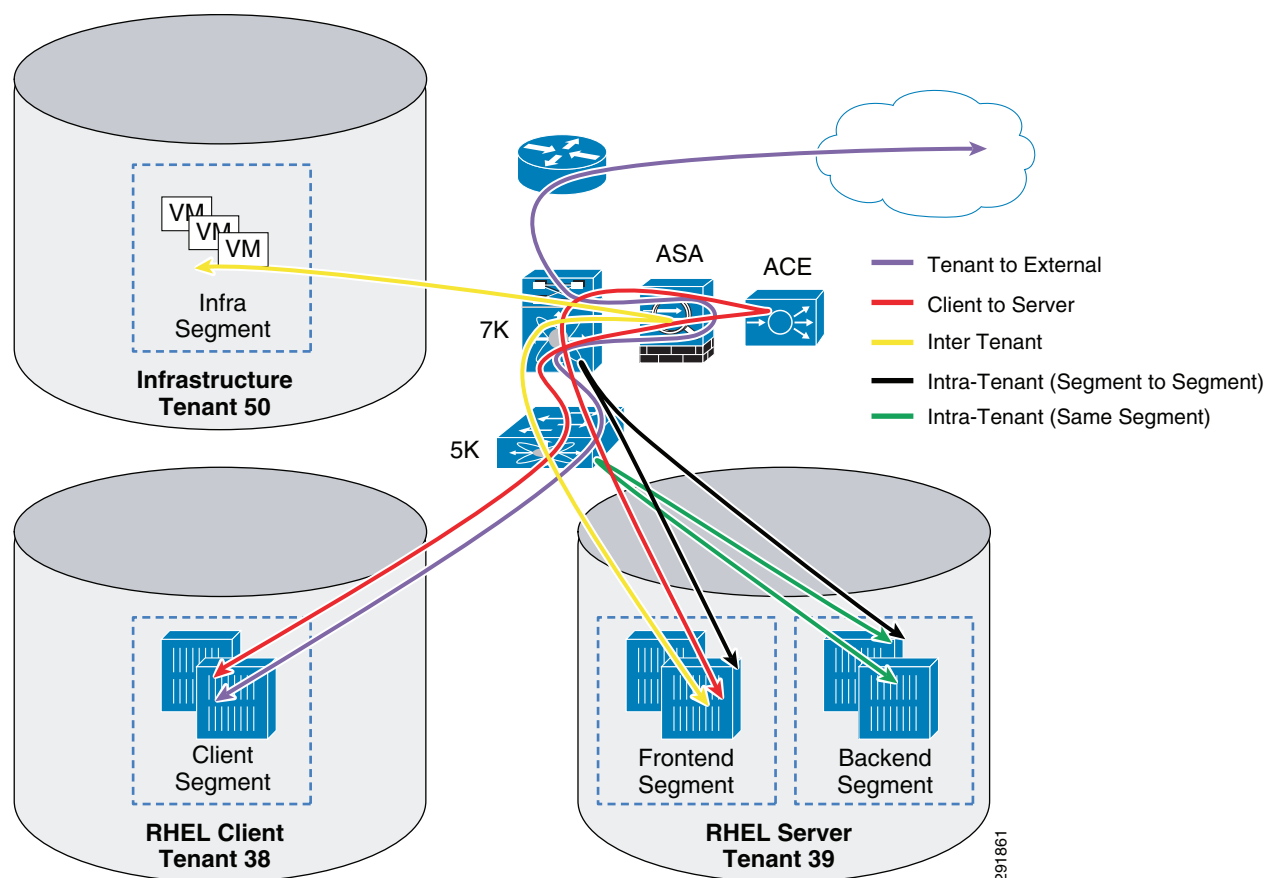 VM
VM
VM
Infra
Segment
Infrastructure
Tenant 50
ASA
ACE
7K
5K
Tenant to External
Client to Server
Inter Tenant
Intra-Tenant (Segment to Segment)
Intra-Tenant (Same Segment)
Client
Segment
RHEL Client
Tenant 38
Frontend
Segment
Backend
Segment
RHEL Server
Tenant 39
291861